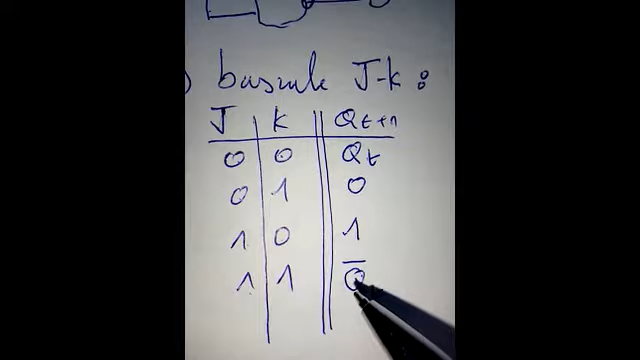 ) bascule J-K :
J K Qt+1
0 0 Qt
0 1 0
1 0 1
1 1 Q̅